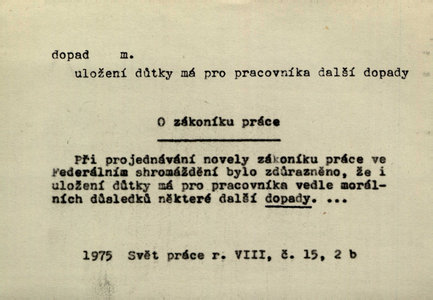 dopad m.
uložení důtky má pro pracovníka další dopady
O zákoníku práce
Při projednávání novely zákoníku práce ve
Federálním shromáždění bylo zdůrazněno, že i
uložení důtky má pro pracovníka vedle morál-
ních důsledků některé další dopady. ...
1975 Svět práce r. VIII, č. 15, 2 b